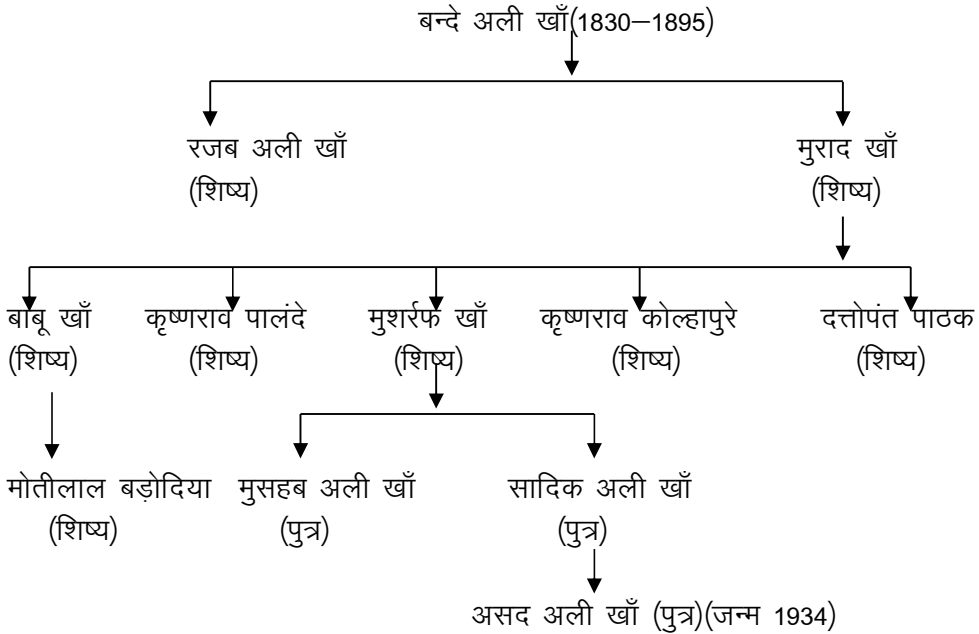 बन्दे अली खाँ(1830–1895)
रजब अली खाँ मुराद खाँ
(शिष्य) (शिष्य)
बाबू खाँ कृष्णराव पालंदे मुशर्रफ खाँ कृष्णराव कोल्हापुरे दत्तोपंत पाठक
(शिष्य) (शिष्य) (शिष्य) (शिष्य) (शिष्य)
मोतीलाल बड़ोदिया मुसहब अली खाँ सादिक अली खाँ
(शिष्य) (पुत्र) (पुत्र)
असद अली खाँ (पुत्र)(जन्म 1934)